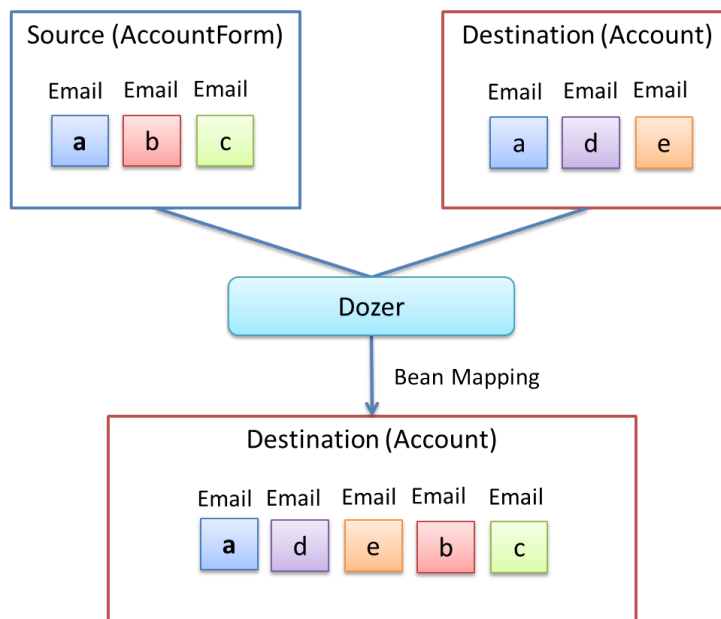 Source (AccountForm)
Email Email Email
a b c
Destination (Account)
Email Email Email
a d e
Dozer
Bean Mapping
Destination (Account)
Email Email Email Email Email
a d e b c